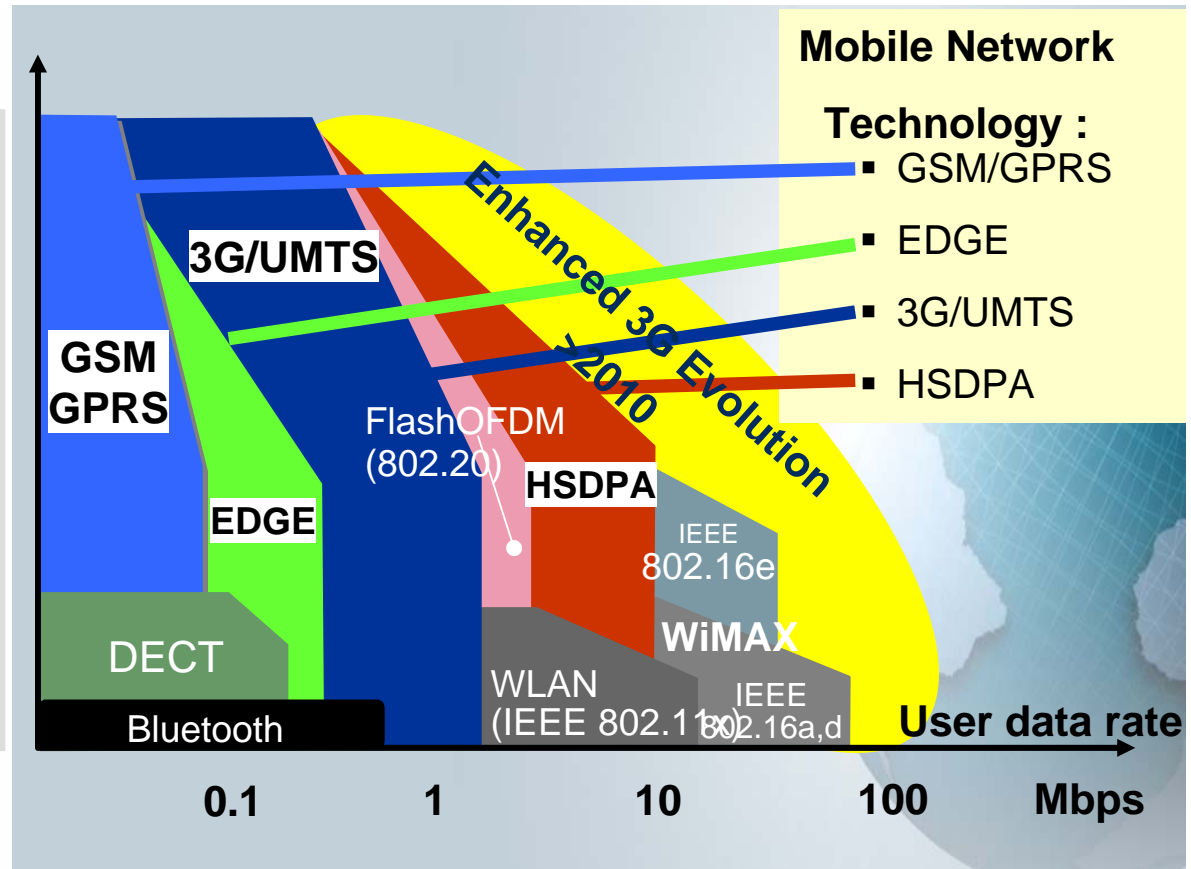 Mobile Network
Technology :
▪ GSM/GPRS
▪ EDGE
▪ 3G/UMTS
▪ HSDPA
Enhanced 3G Evolution
>2010
3G/UMTS
GSM
GPRS
FlashOFDM
(802.20)
HSDPA
EDGE
IEEE
802.16e
DECT
WiMAX
WLAN
(IEEE 802.11x)
IEEE
802.16a,d
Bluetooth
User data rate
0.1 1 10 100 Mbps